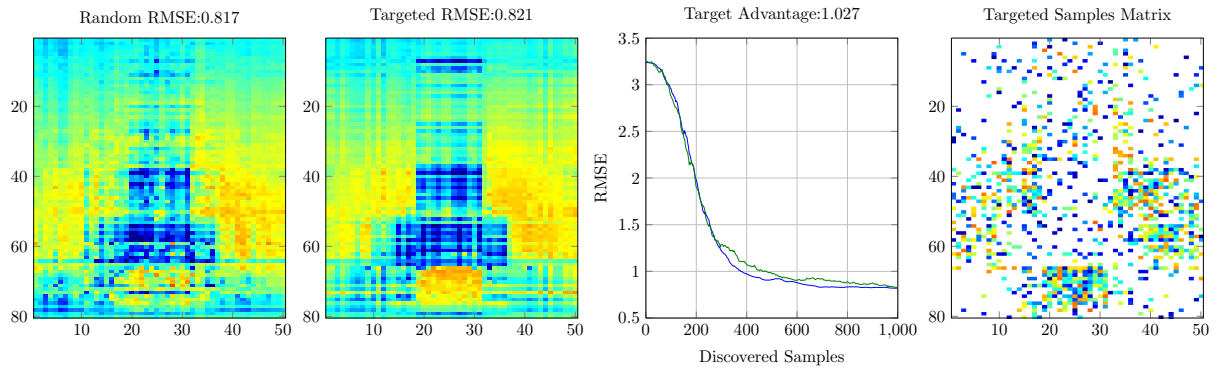 Random RMSE:0.817
Targeted RMSE:0.821
Target Advantage:1.027
Targeted Samples Matrix
20
40
60
80
10 20 30 40 50
20
40
60
80
10 20 30 40 50
RMSE
3.5
3
2.5
2
1.5
1
0.5
0 200 400 600 800 1,000
Discovered Samples
20
40
60
80
10 20 30 40 50